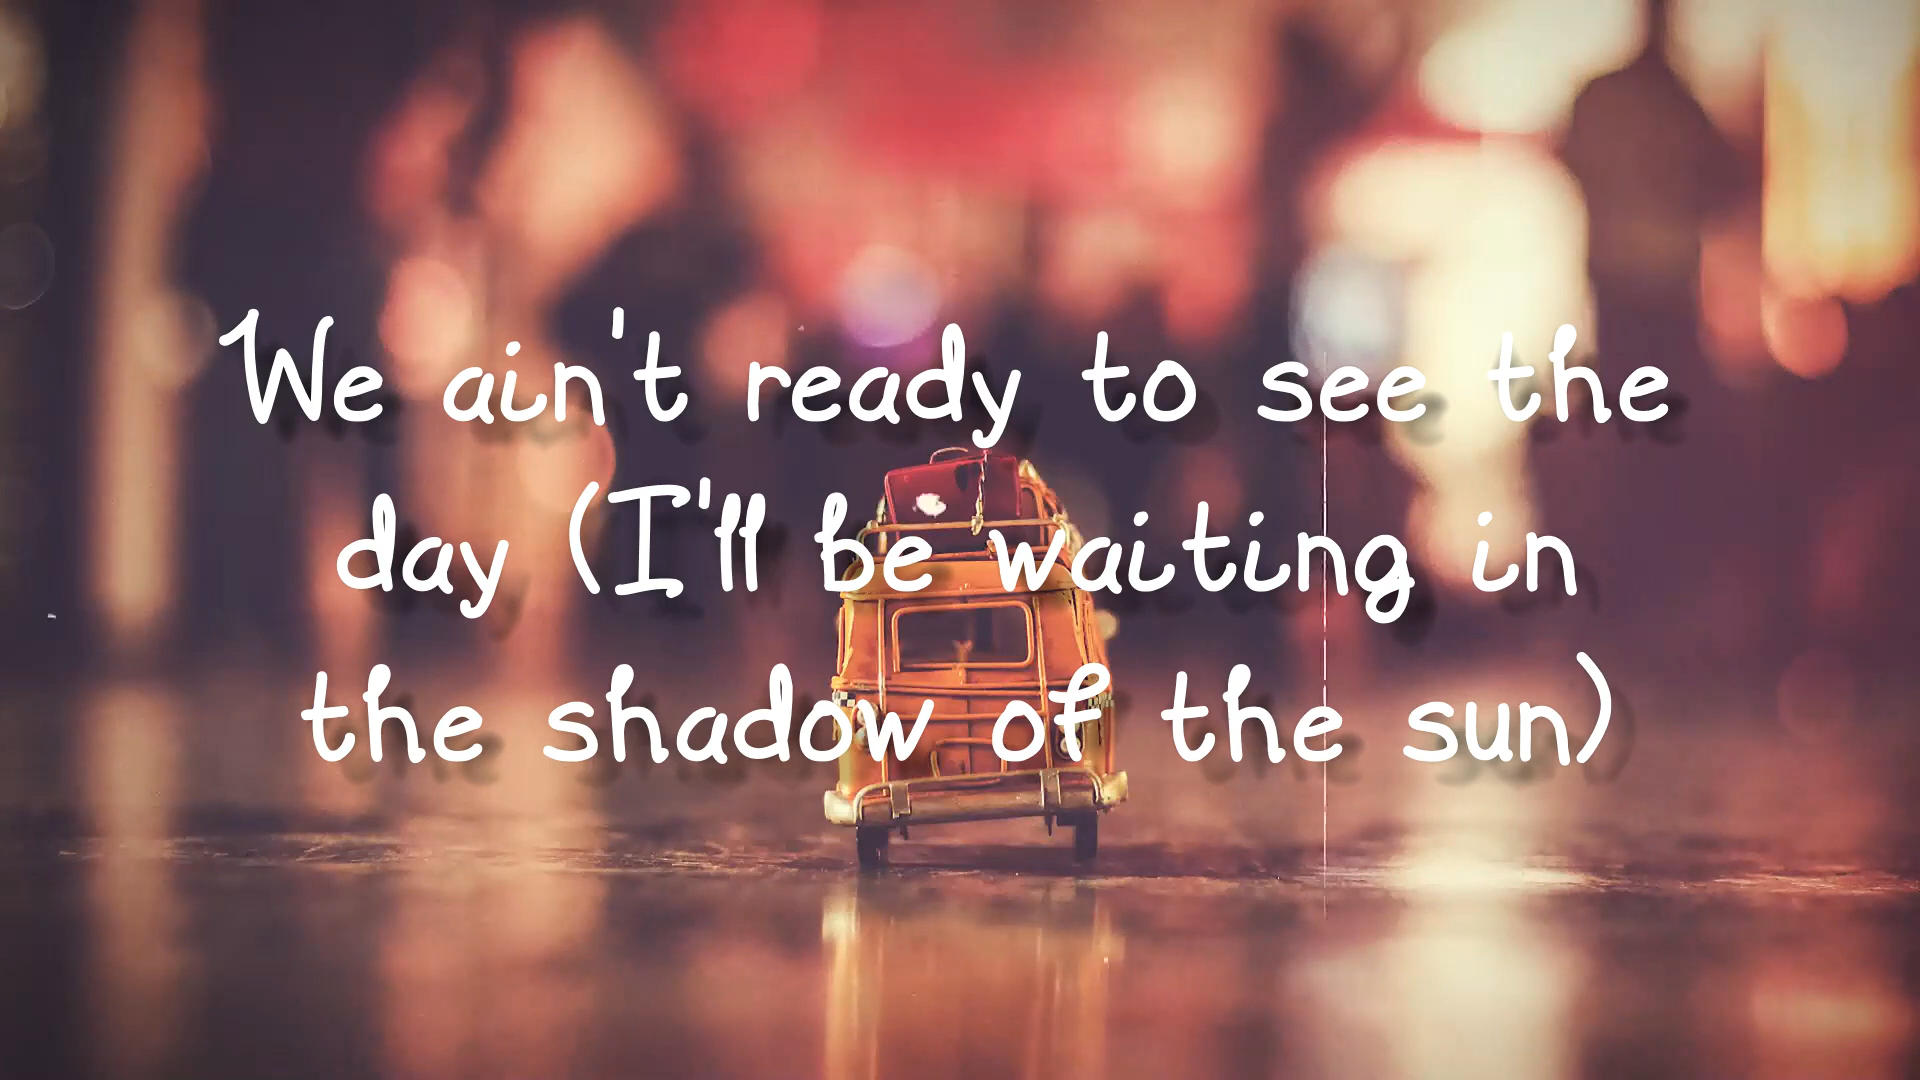 We ain't ready to see the
day (I'll be waiting in
the shadow of the sun)